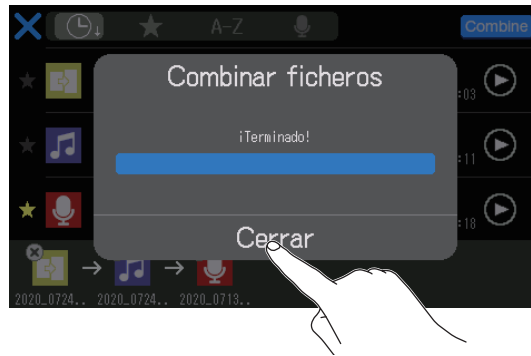 A-Z
Combine
Combinar ficheros
:03
¡Terminado!
:11
:18
Cerrar
2020_0724.. 2020_0724.. 2020_0713..